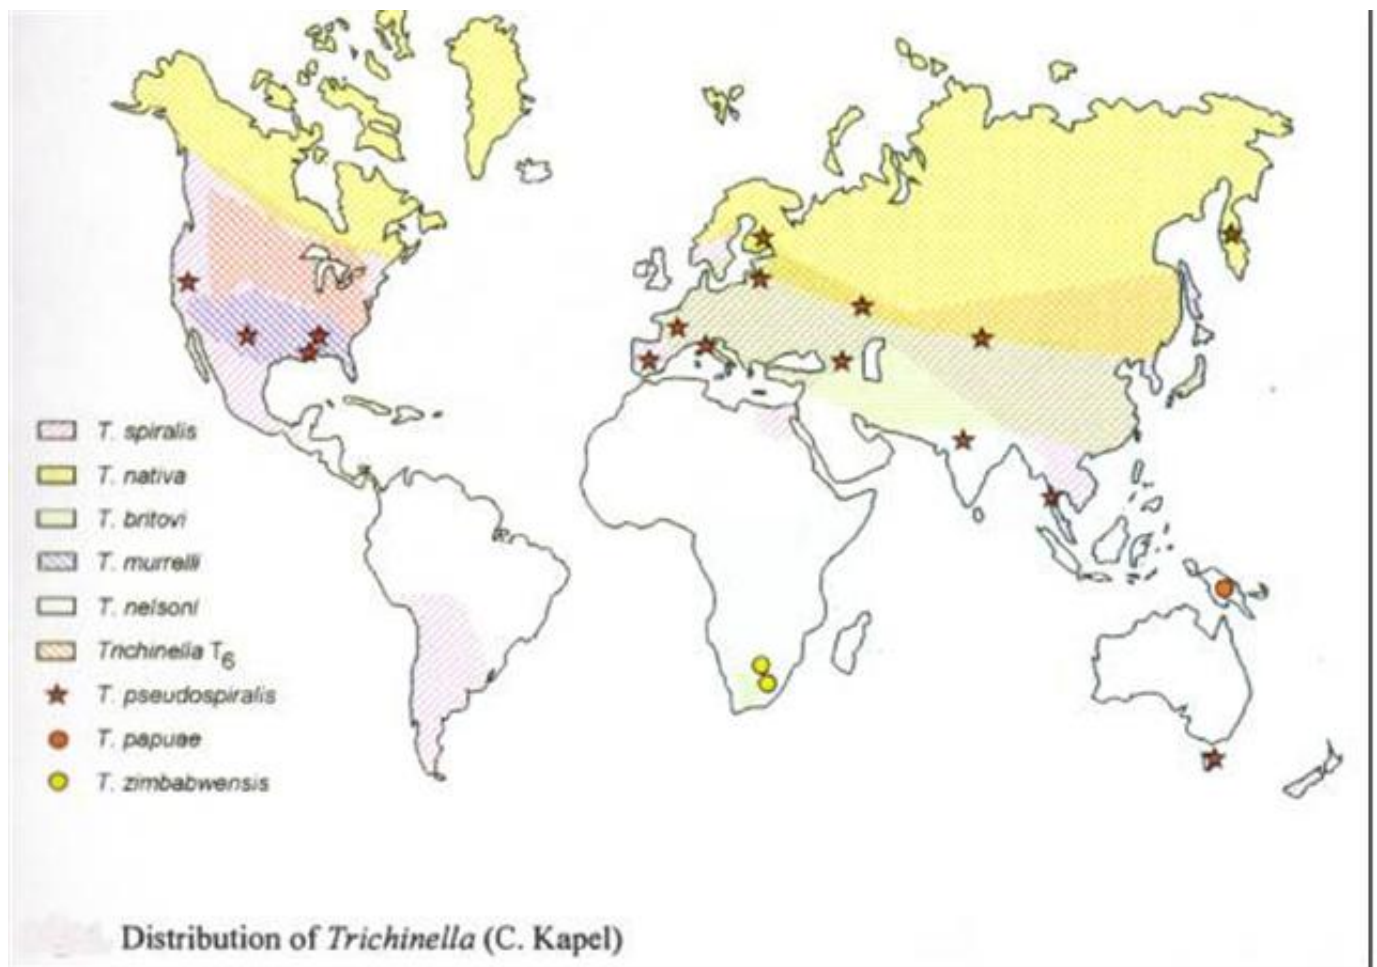 T. spiralis
T. nativa
T. britovi
T. murrelli
T. nelsoni
Trichinella T6
T. pseudospiralis
T. papuae
T. zimbabwensis
Distribution of Trichinella (C. Kapel)